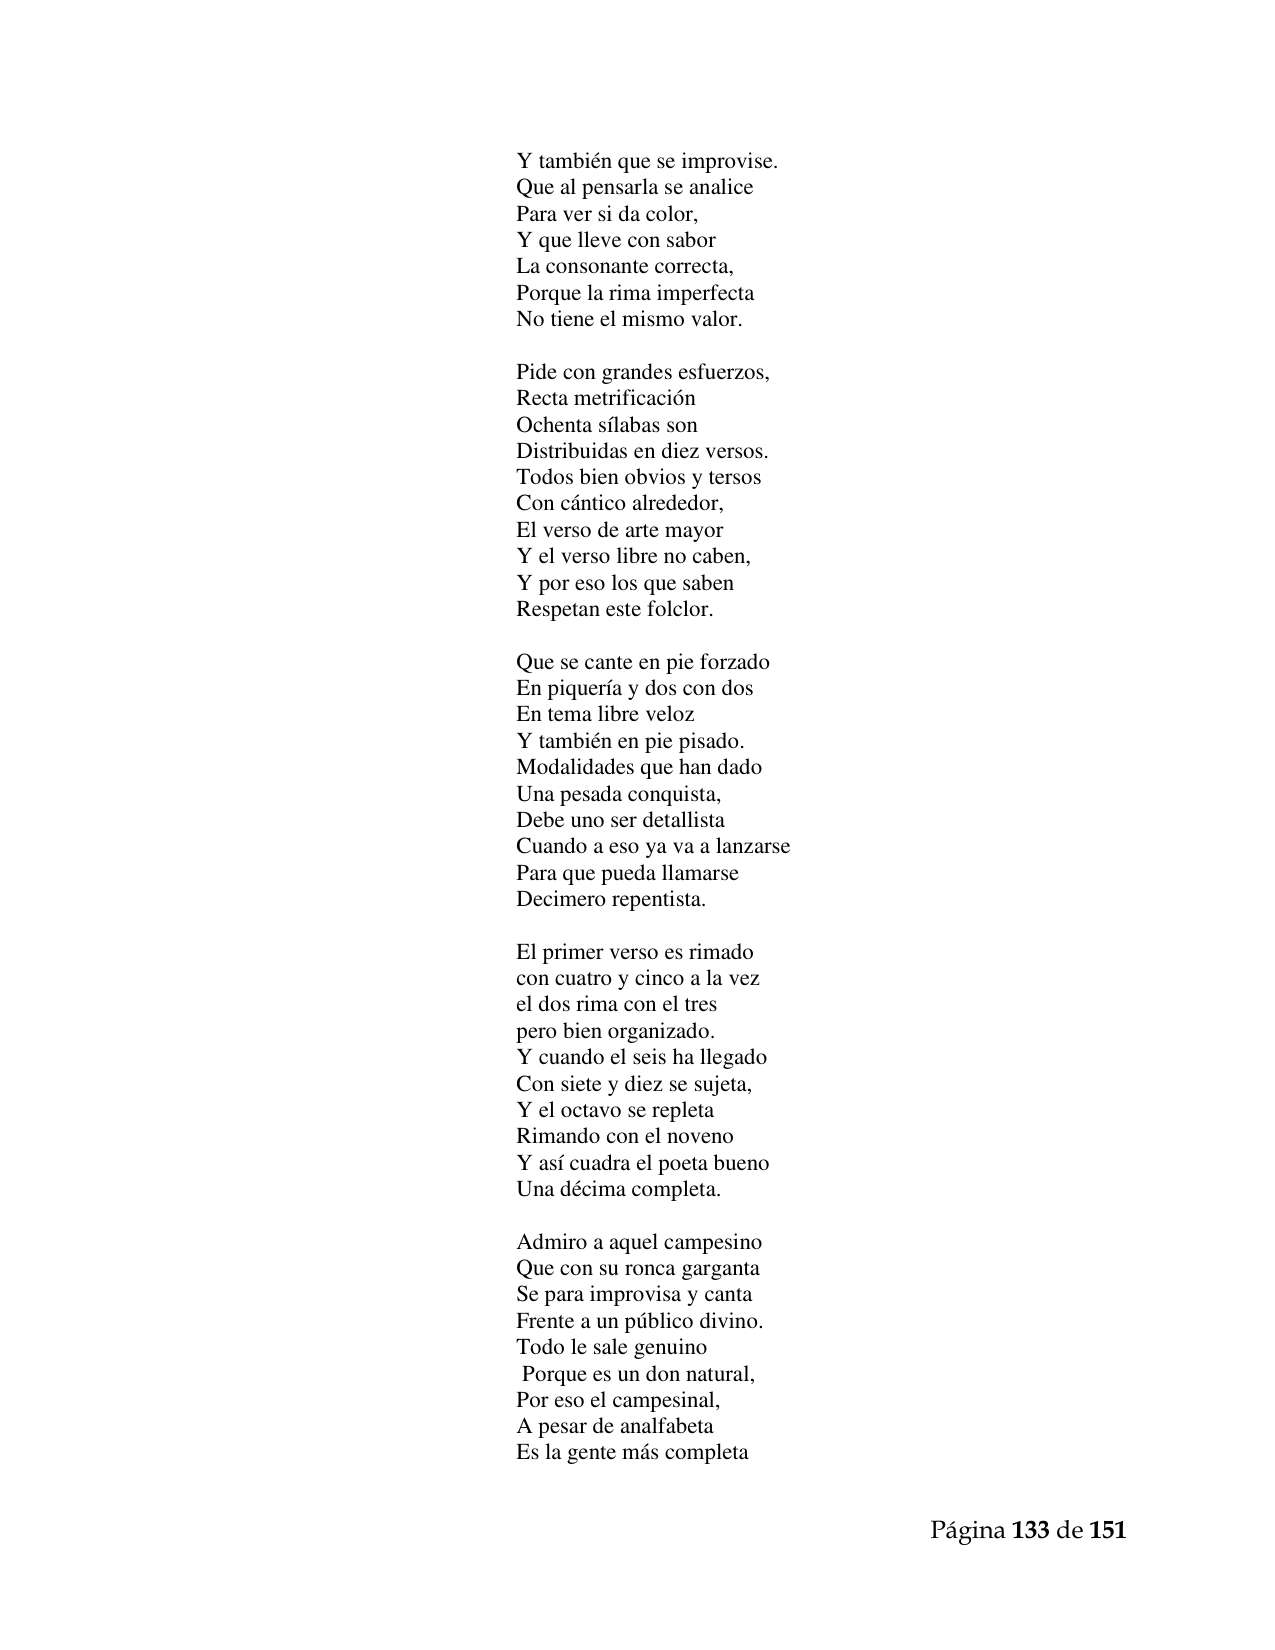 Y también que se improvise.
Que al pensarla se analice
Para ver si da color,
Y que lleve con sabor
La consonante correcta,
Porque la rima imperfecta
No tiene el mismo valor.

Pide con grandes esfuerzos,
Recta metrificación
Ochenta sílabas son
Distribuidas en diez versos.
Todos bien obvios y tersos
Con cántico alrededor,
El verso de arte mayor
Y el verso libre no caben,
Y por eso los que saben
Respetan este folclor.

Que se cante en pie forzado
En piquería y dos con dos
En tema libre veloz
Y también en pie pisado.
Modalidades que han dado
Una pesada conquista,
Debe uno ser detallista
Cuando a eso ya va a lanzarse
Para que pueda llamarse
Decimero repentista.

El primer verso es rimado
con cuatro y cinco a la vez
el dos rima con el tres
pero bien organizado.
Y cuando el seis ha llegado
Con siete y diez se sujeta,
Y el octavo se repleta
Rimando con el noveno
Y así cuadra el poeta bueno
Una décima completa.

Admiro a aquel campesino
Que con su ronca garganta
Se para improvisa y canta
Frente a un público divino.
Todo le sale genuino
Porque es un don natural,
Por eso el campesinal,
A pesar de analfabeta
Es la gente más completa

Página 133 de 151